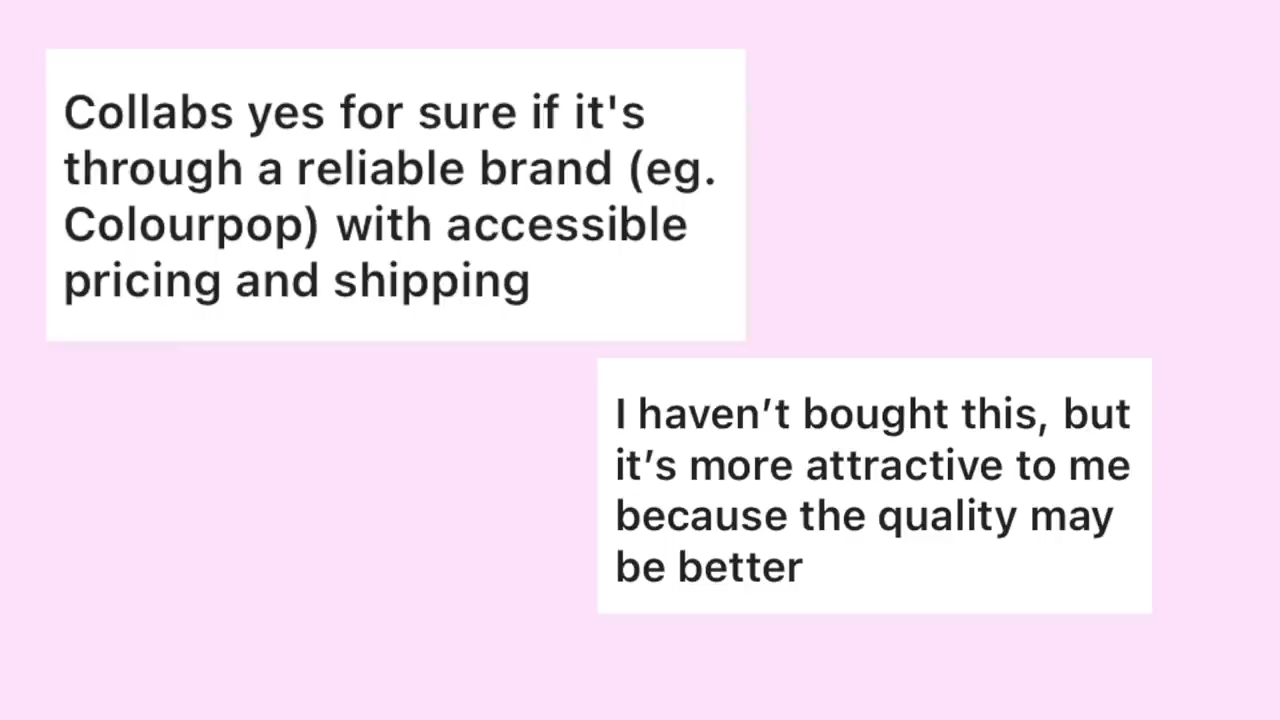 Collabs yes for sure if it's
through a reliable brand (eg.
Colourpop) with accessible
pricing and shipping
I haven’t bought this, but
it’s more attractive to me
because the quality may
be better